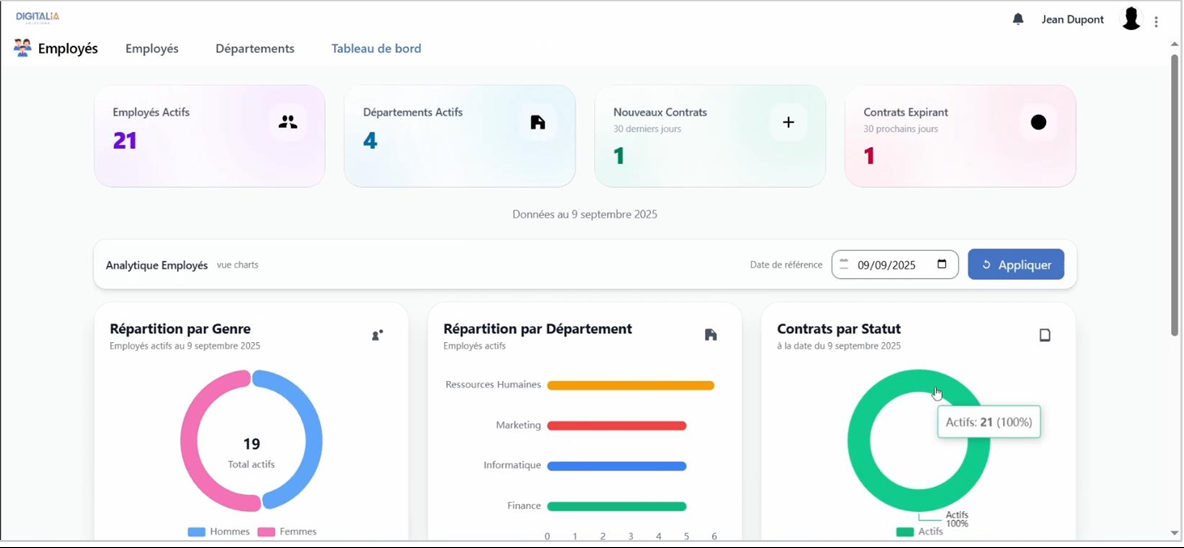 DIGITALiA
Jean Dupont
Employés
Employés
Départements
Tableau de bord
Employés Actifs
21
Départements Actifs
4
Nouveaux Contrats
30 derniers jours
1
Contrats Expirant
30 prochains jours
1
Données au 9 septembre 2025
Analytique Employés vue charts
Date de référence
09/09/2025
Appliquer
Répartition par Genre
Employés actifs au 9 septembre 2025
19
Total actifs
Hommes
Femmes
Répartition par Département
Employés actifs
Ressources Humaines
Marketing
Informatique
Finance
0 1 2 3 4 5 6
Contrats par Statut
à la date du 9 septembre 2025
Actifs: 21 (100%)
Actifs
100%
Actifs